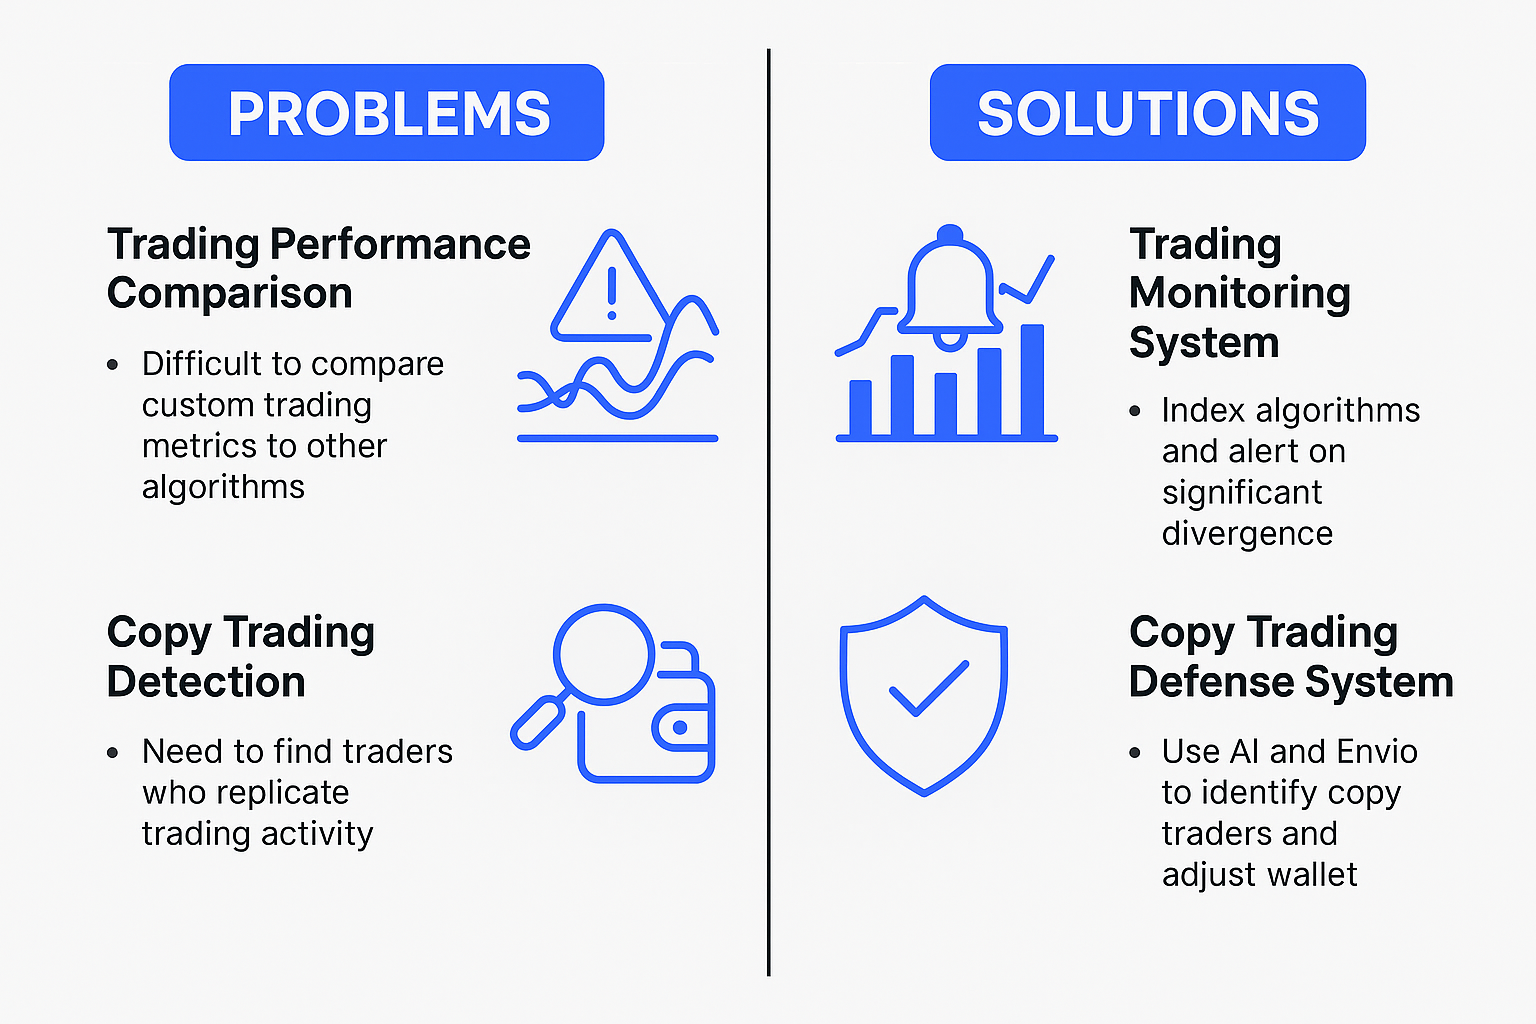 PROBLEMS
Trading Performance
Comparison
• Difficult to compare
custom trading
metrics to other
algorithms
Copy Trading
Detection
• Need to find traders
who replicate
trading activity
SOLUTIONS
Trading
Monitoring
System
• Index algorithms
and alert on
significant
divergence
Copy Trading
Defense System
• Use AI and Envio
to identify copy
traders and
adjust wallet